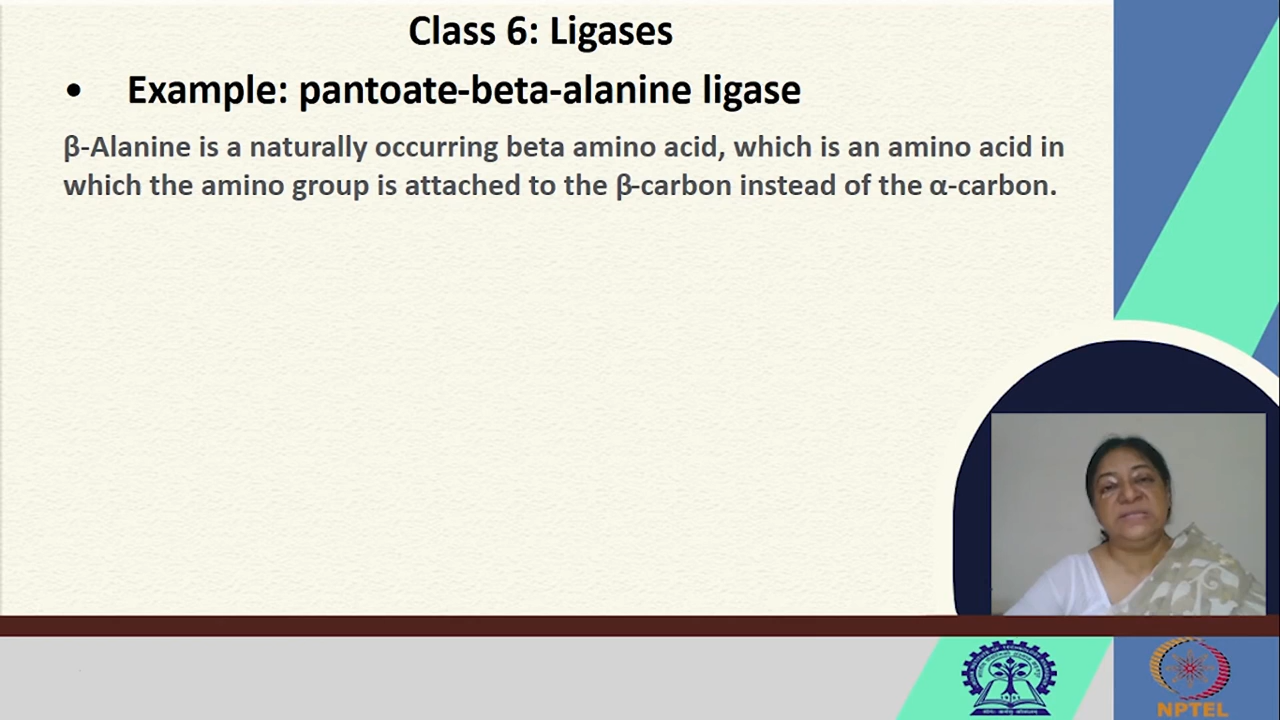 Class 6: Ligases
• Example: pantoate-beta-alanine ligase
β-Alanine is a naturally occurring beta amino acid, which is an amino acid in
which the amino group is attached to the β-carbon instead of the α-carbon.
NPTEL